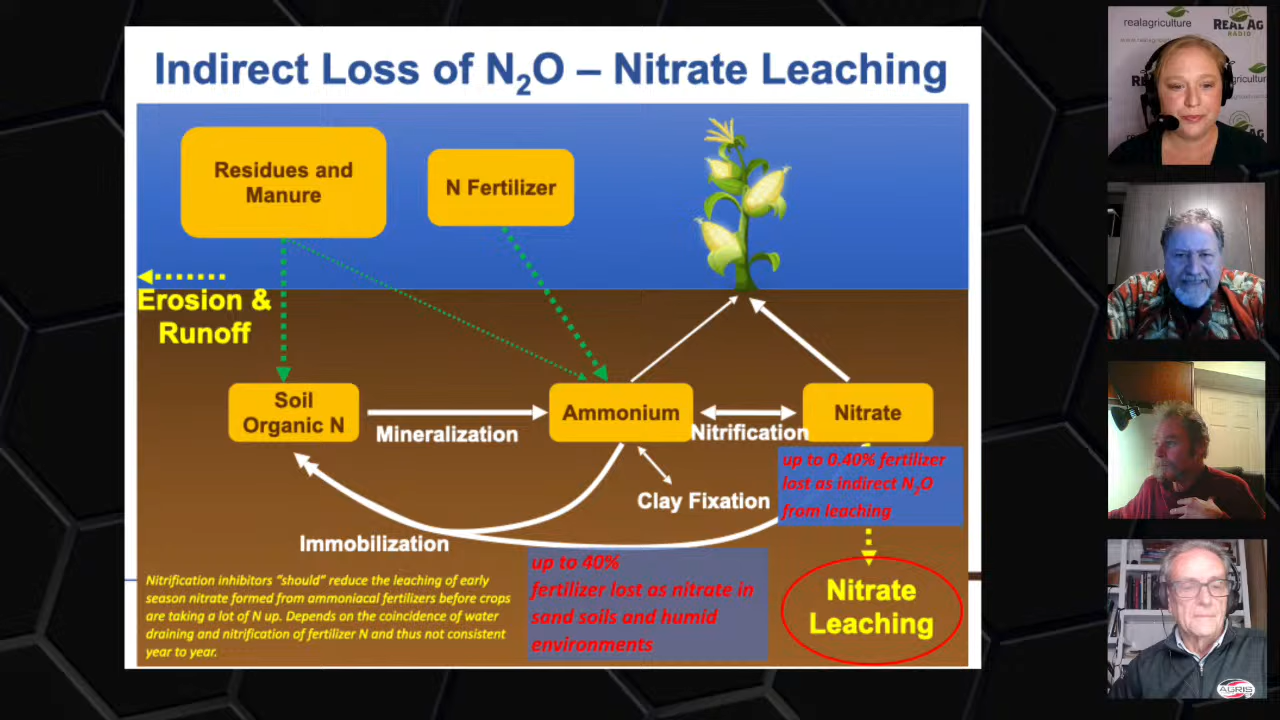 Indirect Loss of N₂O – Nitrate Leaching
Residues and
Manure
N Fertilizer
Erosion &
Runoff
Soil
Organic N
Mineralization
Ammonium
Nitrification
Nitrate
Clay Fixation
Immobilization
up to 0.40% fertilizer
lost as indirect N₂O
from leaching
up to 40%
fertilizer lost as nitrate in
sand soils and humid
environments
Nitrate
Leaching
Nitrification inhibitors "should" reduce the leaching of early
season nitrate formed from ammoniacal fertilizers before crops
are taking a lot of N up. Depends on the coincidence of water
draining and nitrification of fertilizer N and thus not consistent
year to year.
realagriculture
REAL AG
RADIO
AGRIS